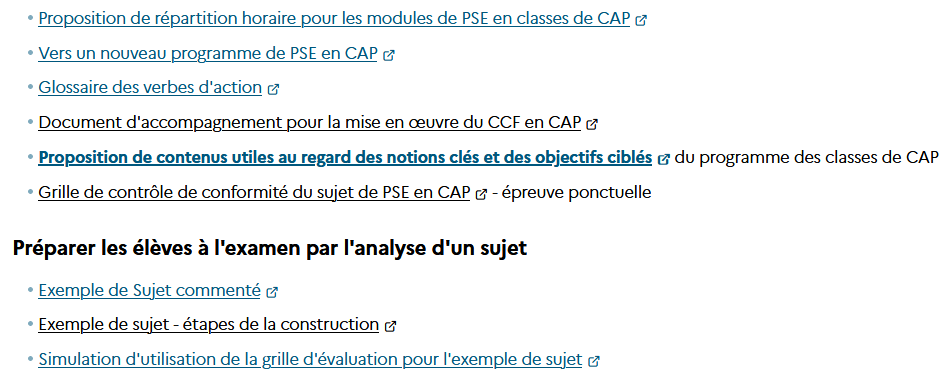 • Proposition de répartition horaire pour les modules de PSE en classes de CAP
• Vers un nouveau programme de PSE en CAP
• Glossaire des verbes d'action
• Document d'accompagnement pour la mise en œuvre du CCF en CAP
• Proposition de contenus utiles au regard des notions clés et des objectifs ciblés du programme des classes de CAP
• Grille de contrôle de conformité du sujet de PSE en CAP - épreuve ponctuelle
Préparer les élèves à l'examen par l'analyse d'un sujet
• Exemple de Sujet commenté
• Exemple de sujet - étapes de la construction
• Simulation d'utilisation de la grille d'évaluation pour l'exemple de sujet